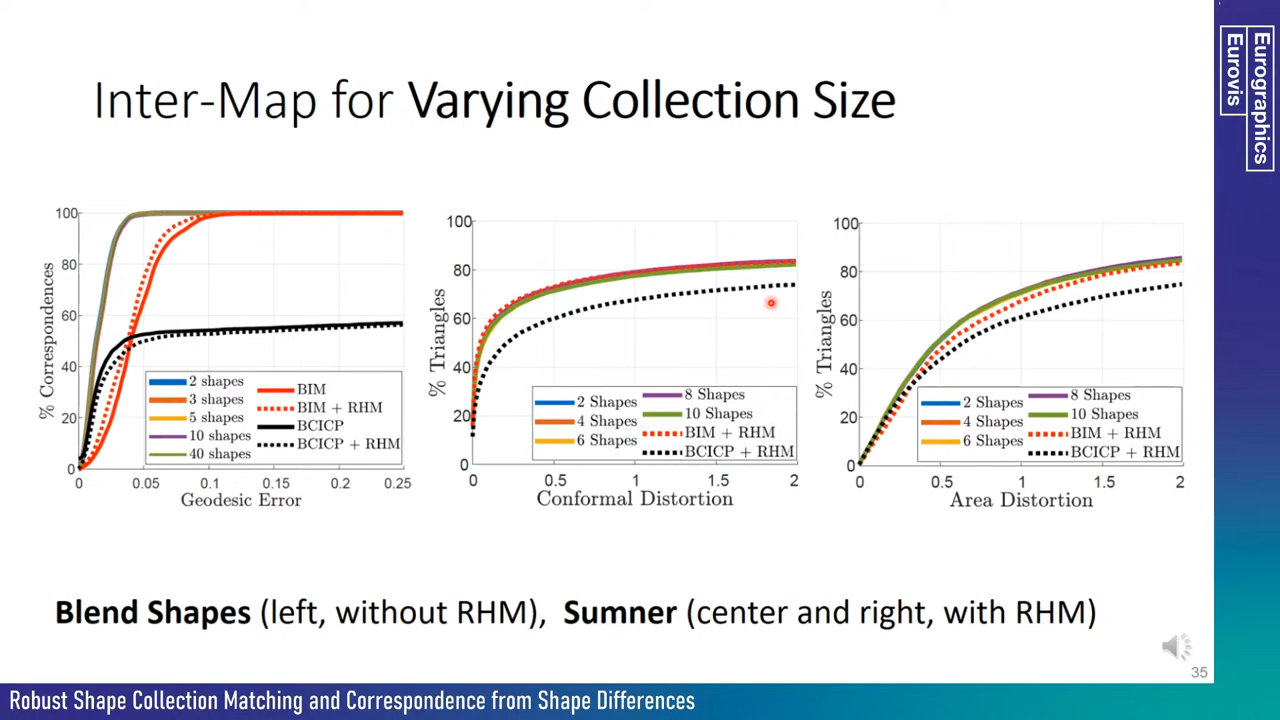 Inter-Map for Varying Collection Size
Eurographics
Eurovis
100
80
60
40
20
0
% Correspondences
0
0.05
0.1
0.15
0.2
0.25
Geodesic Error
2 shapes
3 shapes
5 shapes
10 shapes
40 shapes
BIM
BIM + RHM
BCICP
BCICP + RHM
100
80
60
40
20
0
% Triangles
0
0.5
1
1.5
2
Conformal Distortion
2 Shapes
4 Shapes
6 Shapes
8 Shapes
10 Shapes
BIM + RHM
BCICP + RHM
100
80
60
40
20
0
% Triangles
0
0.5
1
1.5
2
Area Distortion
2 Shapes
4 Shapes
6 Shapes
8 Shapes
10 Shapes
BIM + RHM
BCICP + RHM
Blend Shapes (left, without RHM), Sumner (center and right, with RHM)
35
Robust Shape Collection Matching and Correspondence from Shape Differences